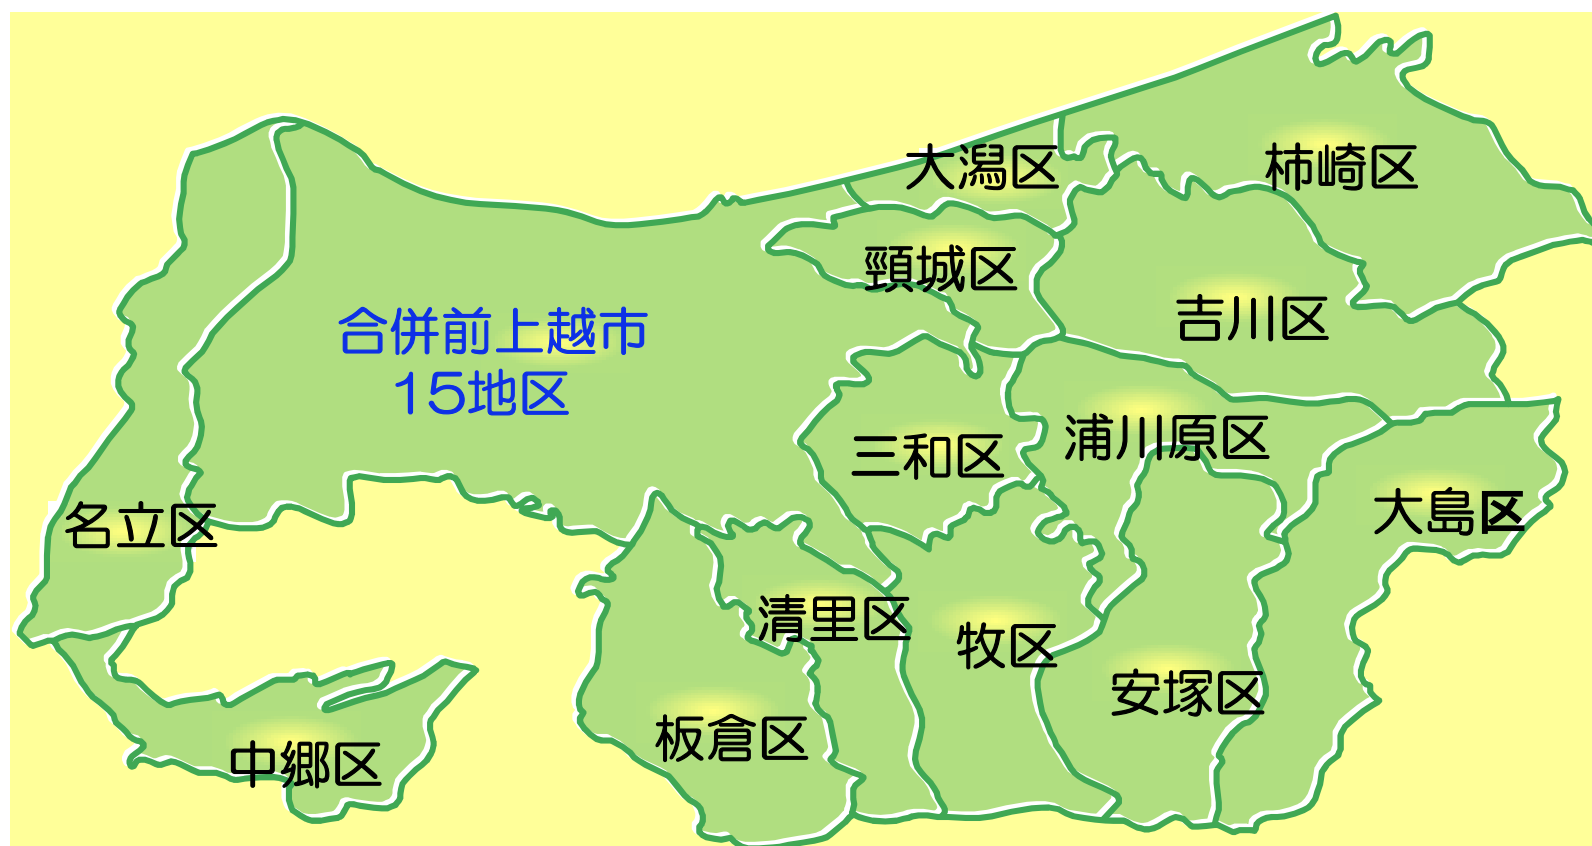 大潟区
柿崎区
頸城区
吉川区
合併前上越市
15地区
三和区
浦川原区
大島区
名立区
清里区
牧区
安塚区
板倉区
中郷区